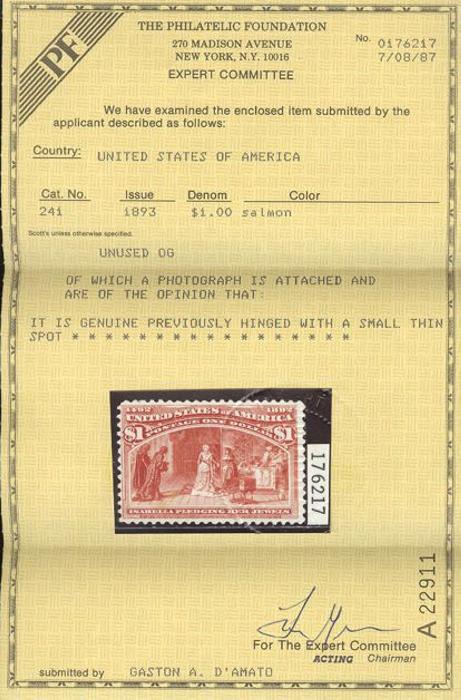 PF
THE PHILATELIC FOUNDATION
270 MADISON AVENUE
NEW YORK, N.Y. 10016
EXPERT COMMITTEE
No. 0176217
7/08/87
We have examined the enclosed item submitted by the
applicant described as follows:
Country: UNITED STATES OF AMERICA
Cat. No. Issue Denom Color
241 1893 $1.00 salmon
Scott's unless otherwise specified.
UNUSED OG
OF WHICH A PHOTOGRAPH IS ATTACHED AND
ARE OF THE OPINION THAT:
IT IS GENUINE PREVIOUSLY HINGED WITH A SMALL THIN
SPOT * * * * * * * * * * * * * * * * *
1492 1892
UNITED STATES OF AMERICA
$1 POSTAGE ONE DOLLAR $1
ISABELLA PLEDGING HER JEWELS
176217
A 22911
For The Expert Committee
ACTING Chairman
submitted by GASTON A. D'AMATO